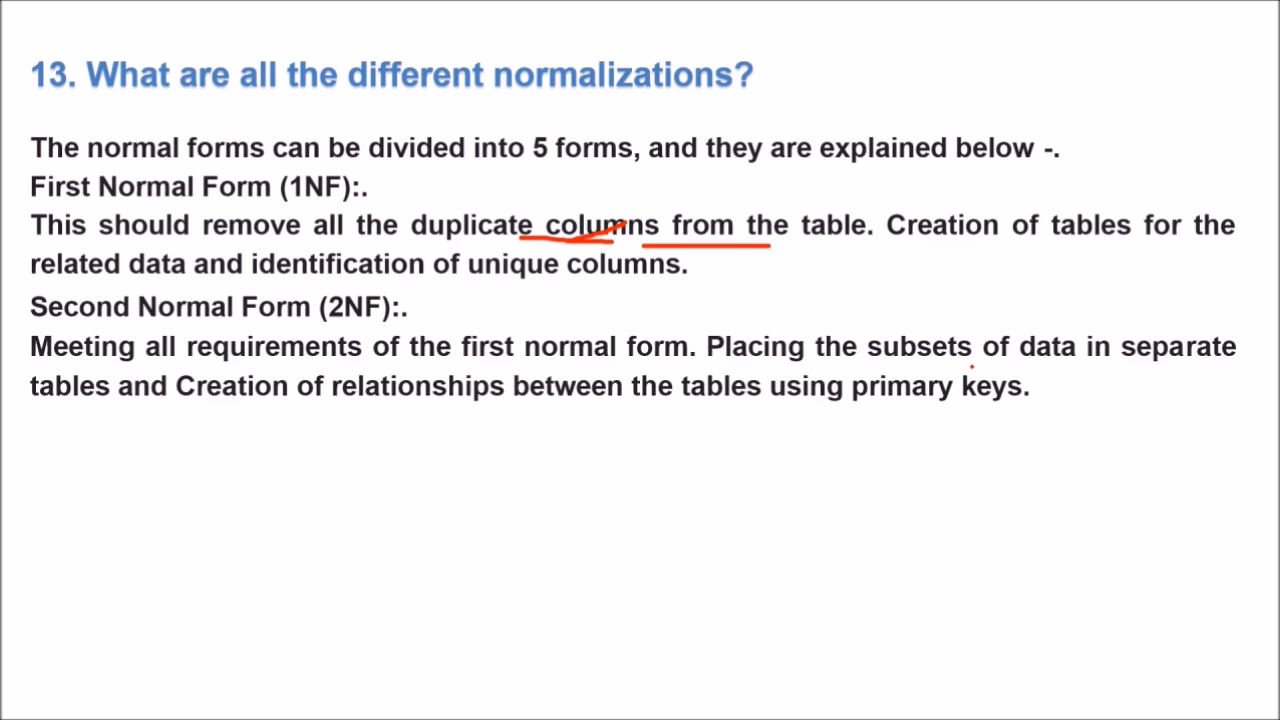 13. What are all the different normalizations?
The normal forms can be divided into 5 forms, and they are explained below -.
First Normal Form (1NF):.
This should remove all the duplicate columns from the table. Creation of tables for the
related data and identification of unique columns.
Second Normal Form (2NF):.
Meeting all requirements of the first normal form. Placing the subsets of data in separate
tables and Creation of relationships between the tables using primary keys.